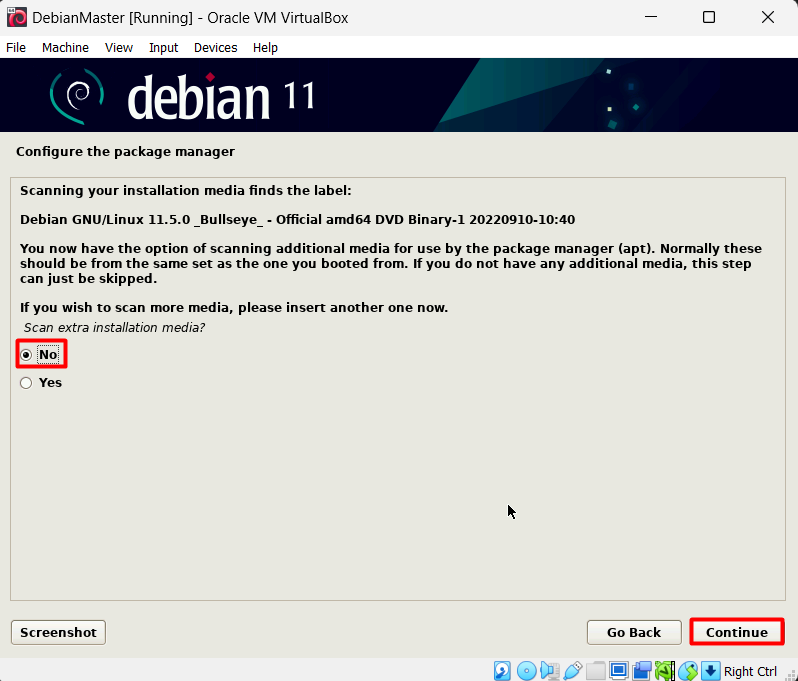 DebianMaster [Running] - Oracle VM VirtualBox
File Machine View Input Devices Help
debian 11
Configure the package manager
Scanning your installation media finds the label:
Debian GNU/Linux 11.5.0 _Bullseye_ - Official amd64 DVD Binary-1 20220910-10:40
You now have the option of scanning additional media for use by the package manager (apt). Normally these
should be from the same set as the one you booted from. If you do not have any additional media, this step
can just be skipped.
If you wish to scan more media, please insert another one now.
Scan extra installation media?
No
Yes
Screenshot Go Back Continue
Right Ctrl